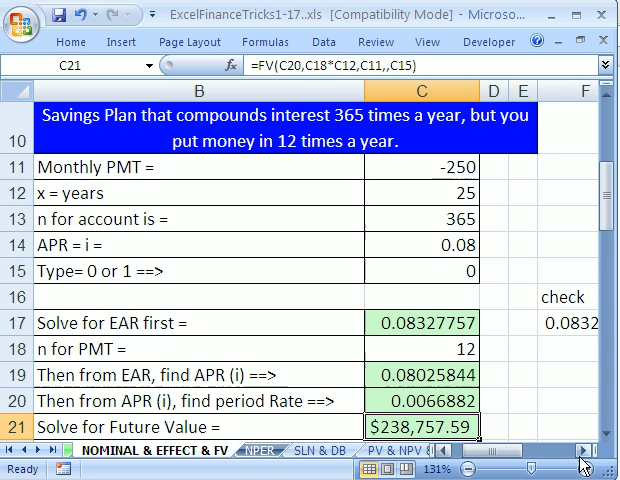 ExcelFinanceTricks1-17..xls [Compatibility Mode] - Microso...
Home Insert Page Layout Formulas Data Review View Developer
C21 fx =FV(C20,C18*C12,C11,,C15)
B C D E F
10 Savings Plan that compounds interest 365 times a year, but you
put money in 12 times a year.
11 Monthly PMT = -250
12 x = years 25
13 n for account is = 365
14 APR = i = 0.08
15 Type= 0 or 1 ==> 0
16 check
17 Solve for EAR first = 0.08327757 0.0832
18 n for PMT = 12
19 Then from EAR, find APR (i) ==> 0.08025844
20 Then from APR (i), find period Rate ==> 0.0066882
21 Solve for Future Value = $238,757.59
NOMINAL & EFFECT & FV NPER SLN & DB PV & NPV &
Ready 131%